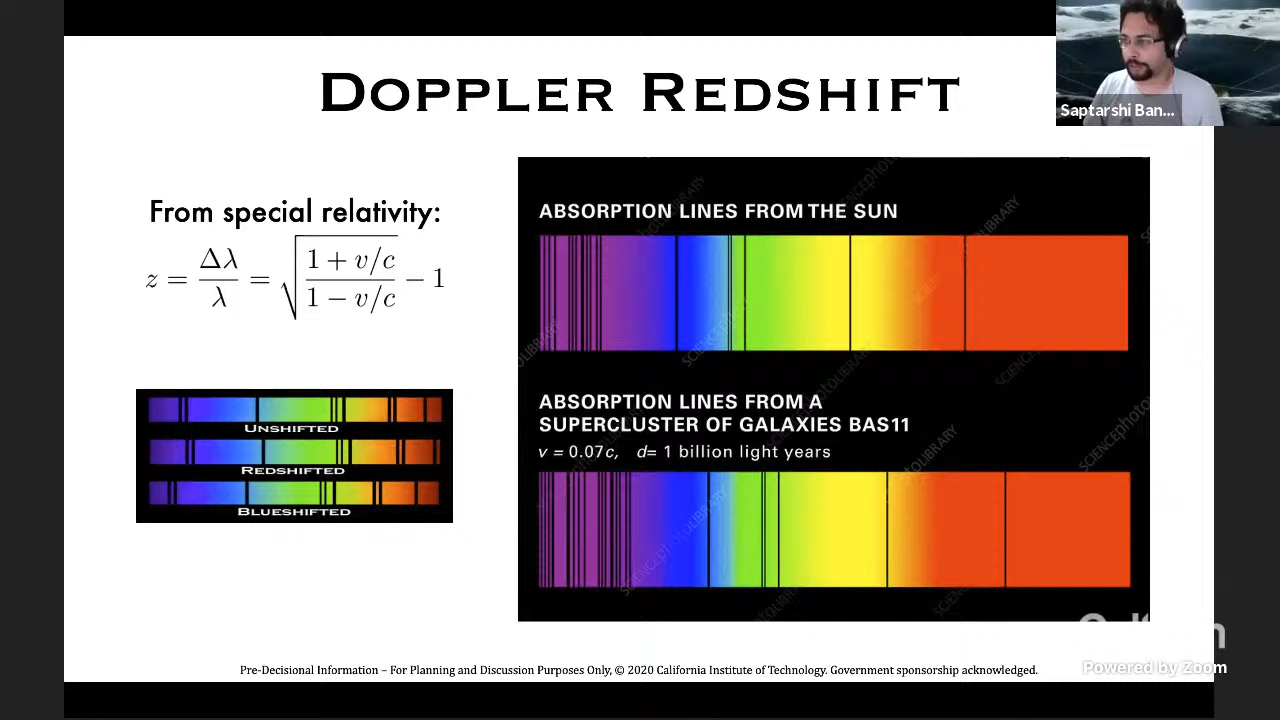 DOPPLER REDSHIFT
Saptarshi Ban...
From special relativity:
z = Δλ/λ = √((1 + v/c)/(1 − v/c)) − 1
UNSHIFTED
REDSHIFTED
BLUESHIFTED
ABSORPTION LINES FROM THE SUN
ABSORPTION LINES FROM A
SUPERCLUSTER OF GALAXIES BAS11
v = 0.07c, d= 1 billion light years
SCIENCEPHOTOLIBRARY
Pre-Decisional Information – For Planning and Discussion Purposes Only, © 2020 California Institute of Technology. Government sponsorship acknowledged.
Powered by Zoom